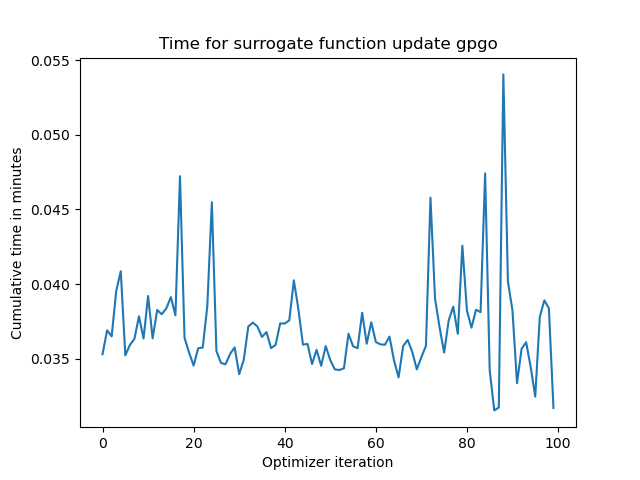 Time for surrogate function update gpgo
Cumulative time in minutes
0.055
0.050
0.045
0.040
0.035
0 20 40 60 80 100
Optimizer iteration